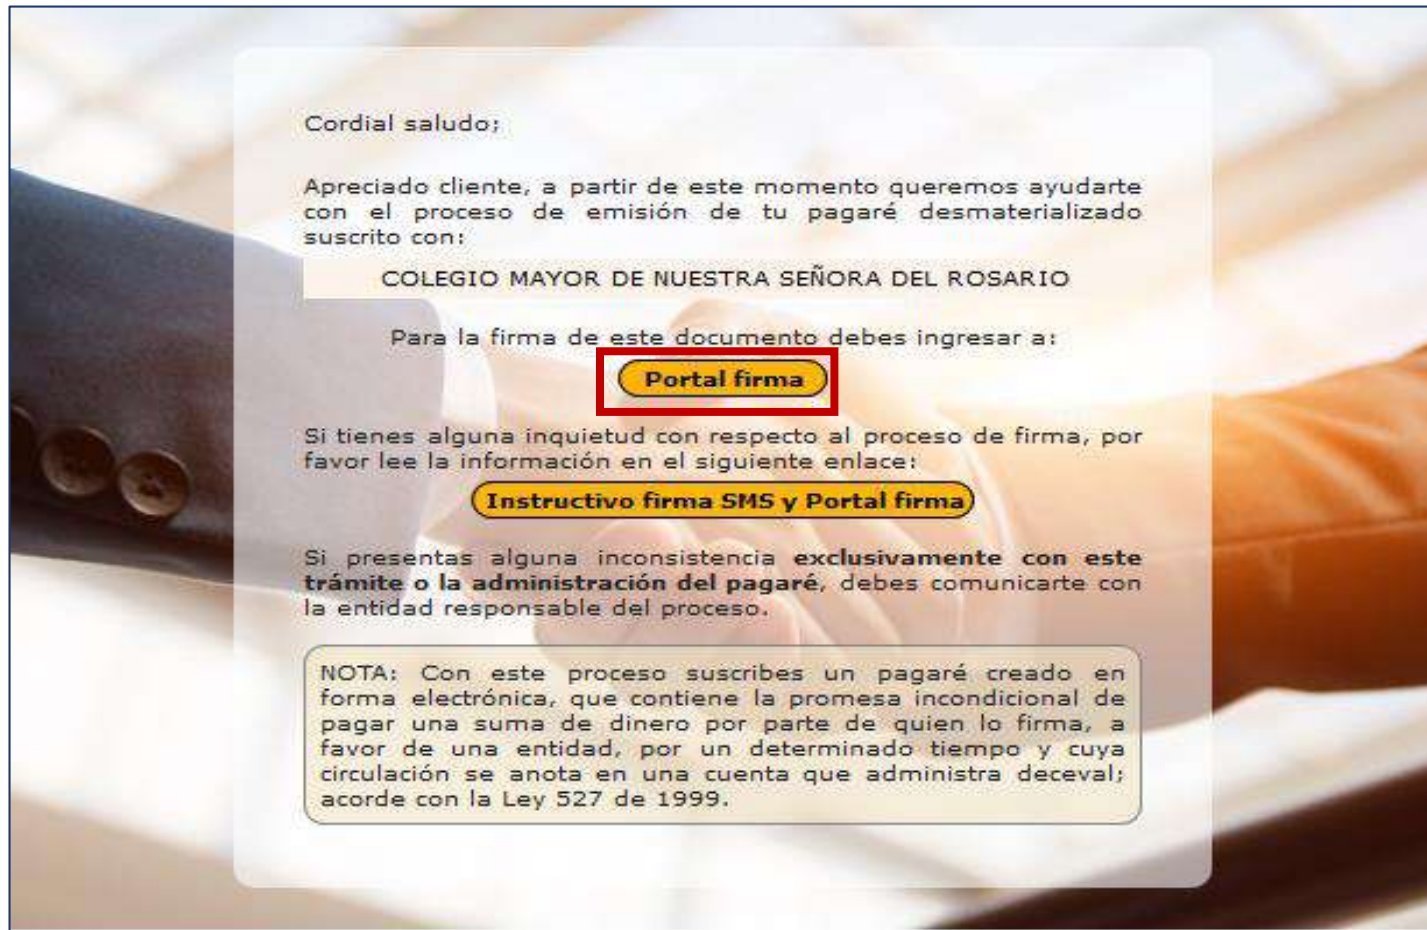 Cordial saludo;
Apreciado cliente, a partir de este momento queremos ayudarte
con el proceso de emisión de tu pagaré desmaterializado
suscrito con:
COLEGIO MAYOR DE NUESTRA SEÑORA DEL ROSARIO
Para la firma de este documento debes ingresar a:
Portal firma
Si tienes alguna inquietud con respecto al proceso de firma, por
favor lee la información en el siguiente enlace:
Instructivo firma SMS y Portal firma
Si presentas alguna inconsistencia exclusivamente con este
trámite o la administración del pagaré, debes comunicarte con
la entidad responsable del proceso.
NOTA: Con este proceso suscribes un pagaré creado en
forma electrónica, que contiene la promesa incondicional de
pagar una suma de dinero por parte de quien lo firma, a
favor de una entidad, por un determinado tiempo y cuya
circulación se anota en una cuenta que administra deceval;
acorde con la Ley 527 de 1999.